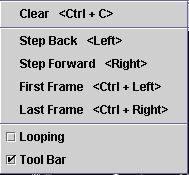 Clear <Ctrl + C>
Step Back <Left>
Step Forward <Right>
First Frame <Ctrl + Left>
Last Frame <Ctrl + Right>
Looping
Tool Bar